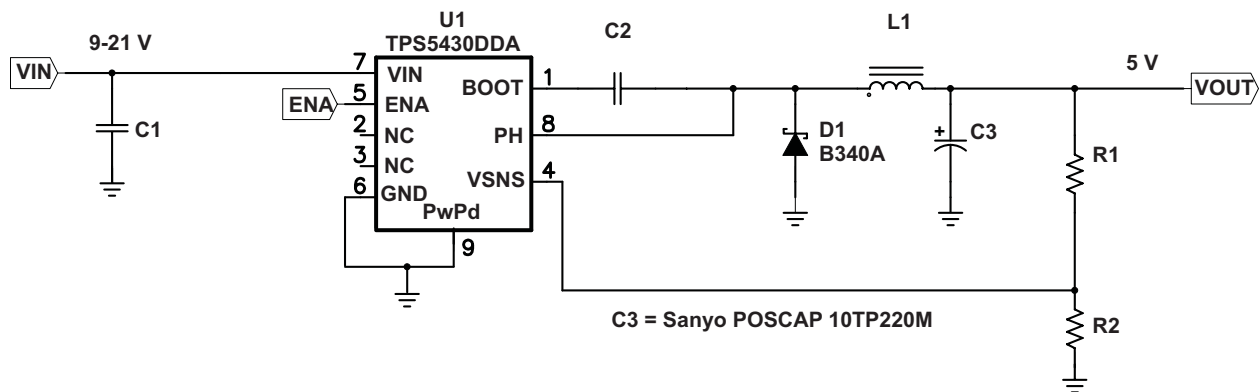 U1
TPS5430DDA
C2
L1
9-21 V
5 V
VIN
7
VIN
BOOT
1
VOUT
ENA
5
ENA
C1
2
NC
PH
8
D1
B340A
C3
+
R1
3
NC
VSNS
4
6
GND
PwPd
9
C3 = Sanyo POSCAP 10TP220M
R2